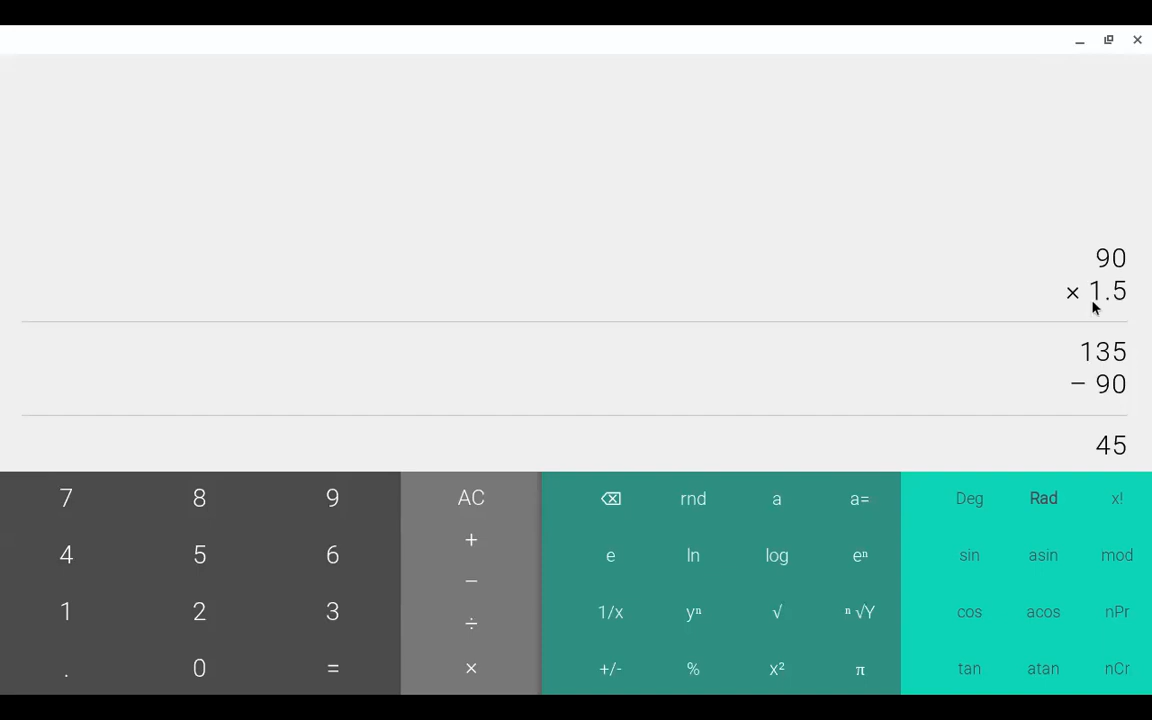 90
× 1.5
135
− 90
45
7 8 9 AC ⌫ rnd a a= Deg Rad x!
+
4 5 6 e ln log eⁿ sin asin mod
−
1 2 3 ÷ 1/x yⁿ √ ⁿ√Y cos acos nPr
. 0 = × +/- % x² π tan atan nCr